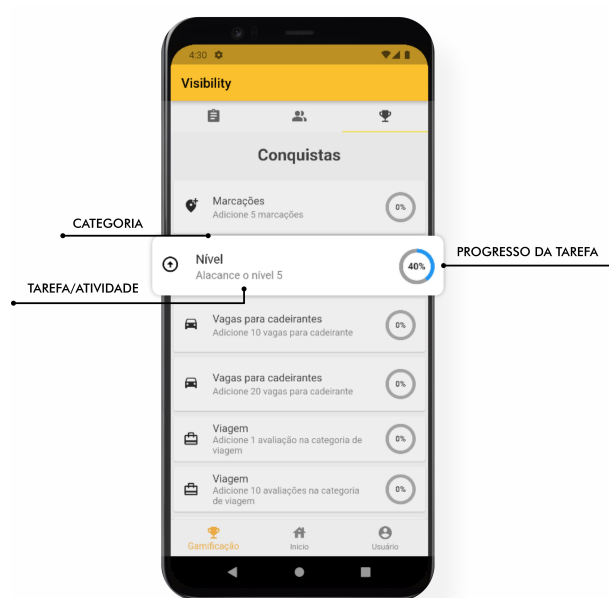 4:30
Visibility
Conquistas
Marcações
Adicione 5 marcações
0%
CATEGORIA
Nível
Alacance o nível 5
40%
PROGRESSO DA TAREFA
TAREFA/ATIVIDADE
Vagas para cadeirantes
Adicione 10 vagas para cadeirante
0%
Vagas para cadeirantes
Adicione 20 vagas para cadeirante
0%
Viagem
Adicione 1 avaliação na categoria de
viagem
0%
Viagem
Adicione 10 avaliações na categoria
de viagem
0%
Gamificação
Inicio
Usuário